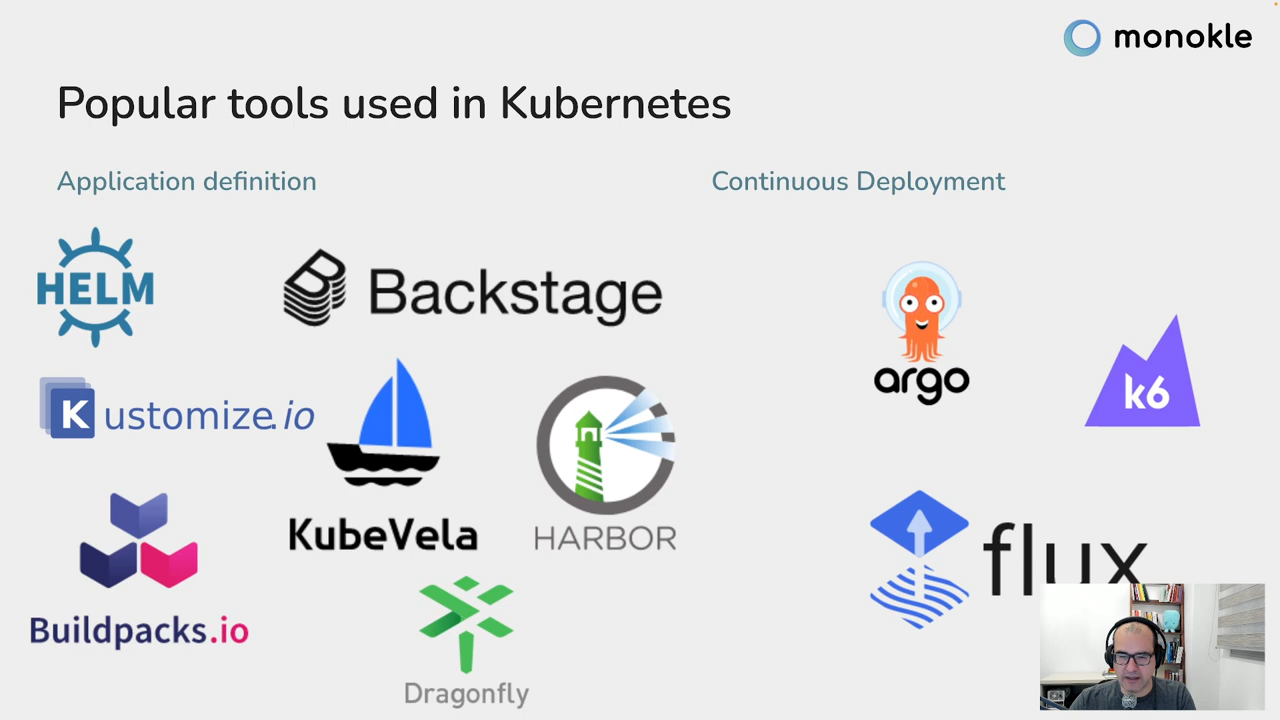 monokle
Popular tools used in Kubernetes
Application definition
HELM
Backstage
Kustomize.io
KubeVela
HARBOR
Buildpacks.io
Dragonfly
Continuous Deployment
argo
k6
flux